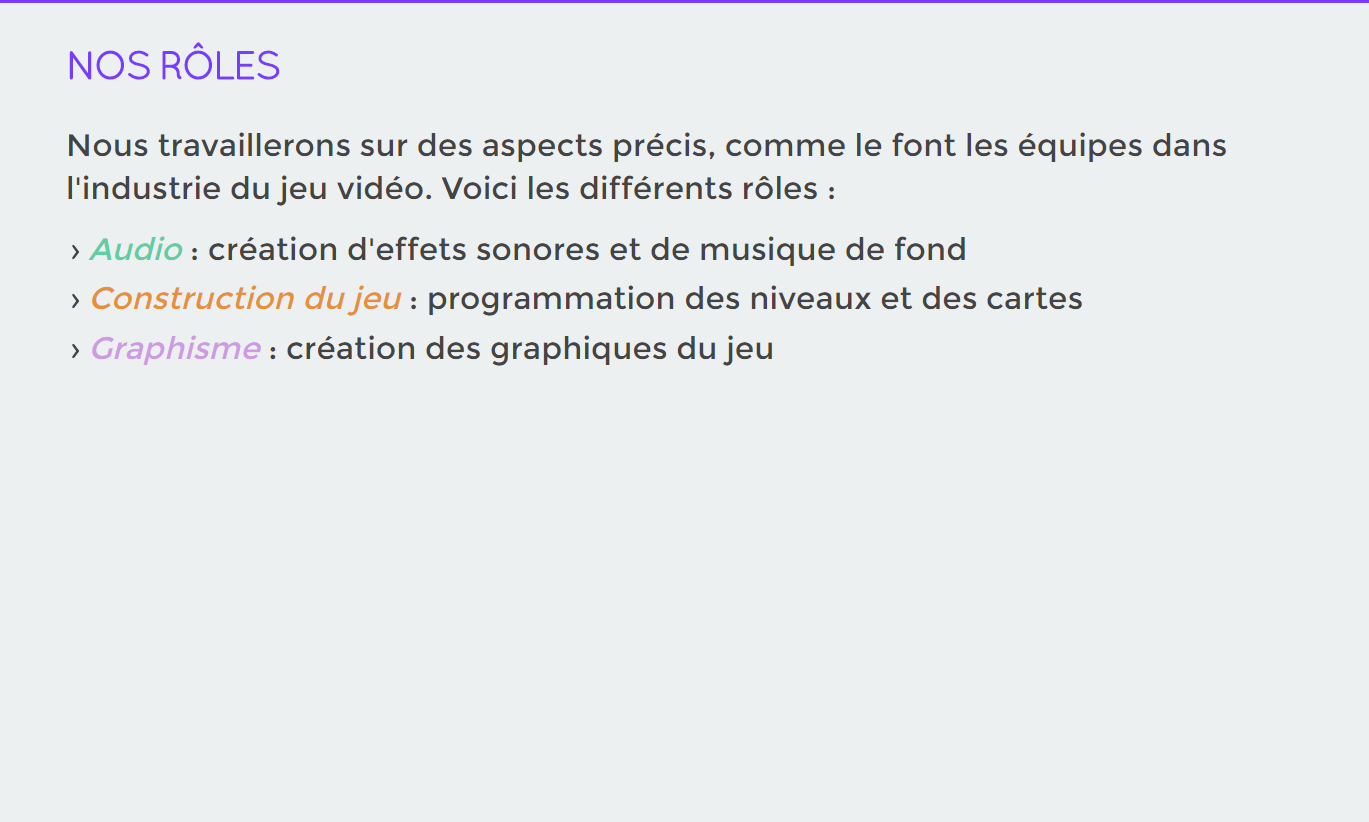 NOS RÔLES
Nous travaillerons sur des aspects précis, comme le font les équipes dans
l'industrie du jeu vidéo. Voici les différents rôles :
› Audio : création d'effets sonores et de musique de fond
› Construction du jeu : programmation des niveaux et des cartes
› Graphisme : création des graphiques du jeu